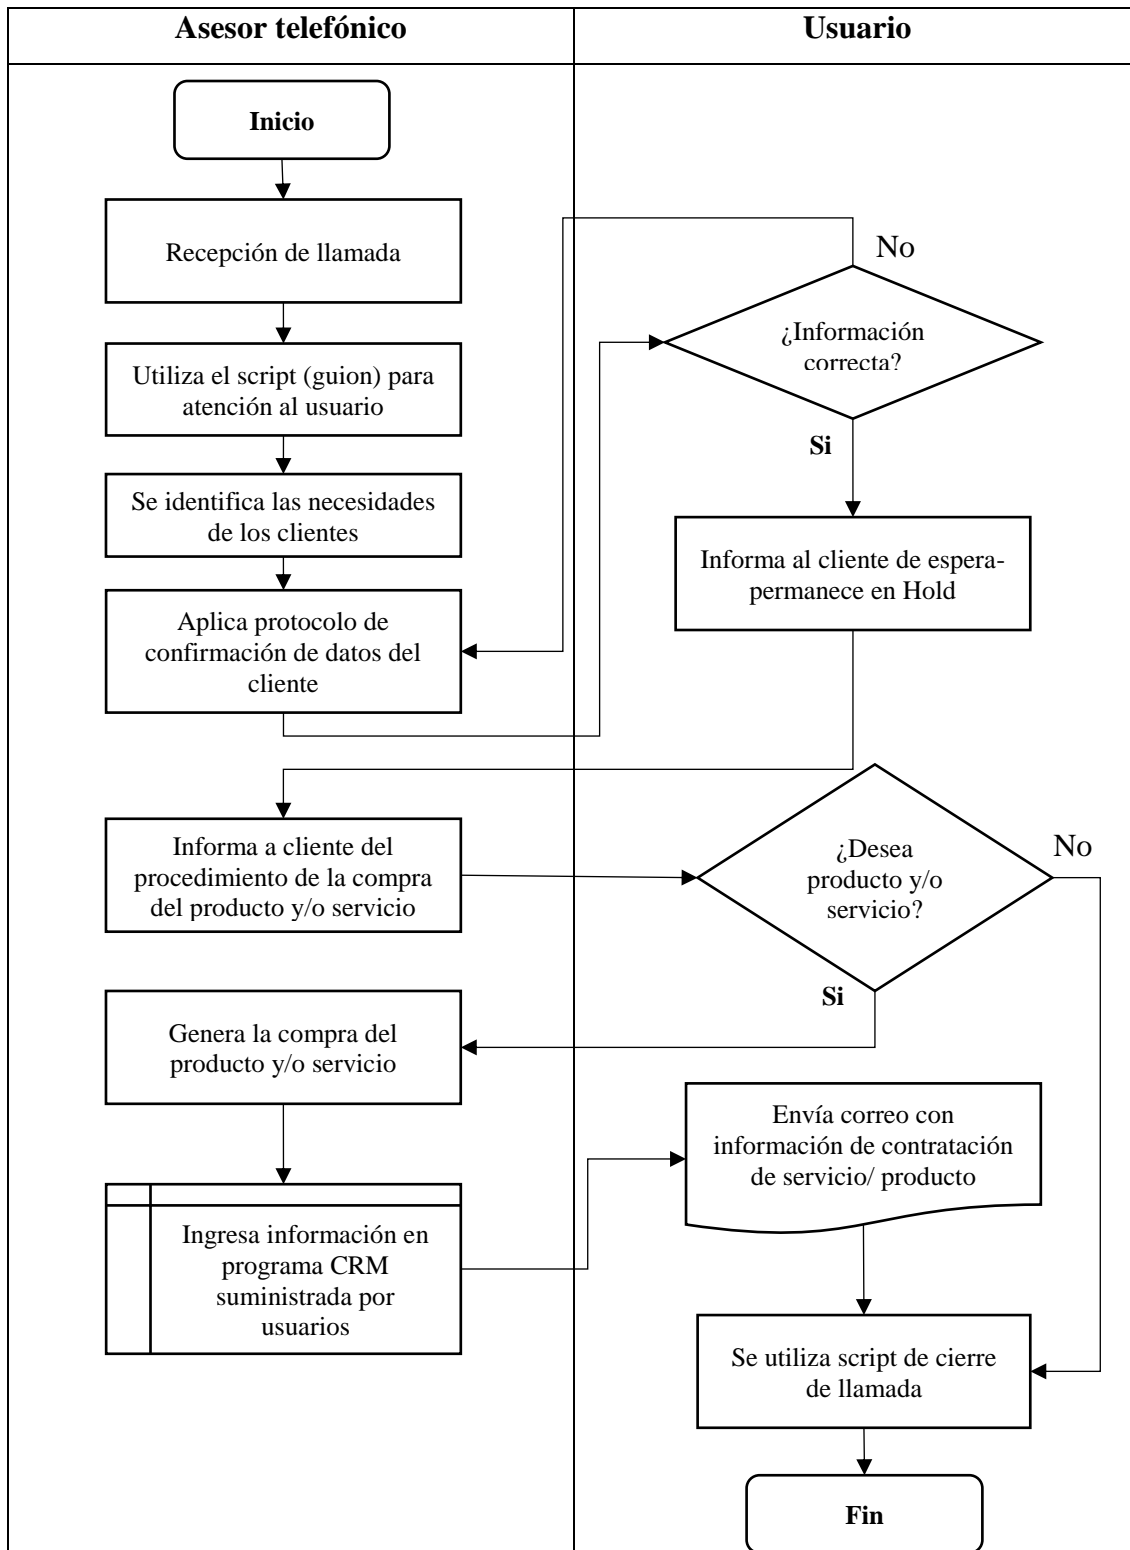 Asesor telefónico
Usuario
Inicio
Recepción de llamada
Utiliza el script (guion) para
atención al usuario
Se identifica las necesidades
de los clientes
Aplica protocolo de
confirmación de datos del
cliente
No
¿Información
correcta?
Si
Informa al cliente de espera-
permanece en Hold
Informa a cliente del
procedimiento de la compra
del producto y/o servicio
¿Desea
producto y/o
servicio?
No
Si
Genera la compra del
producto y/o servicio
Ingresa información en
programa CRM
suministrada por
usuarios
Envía correo con
información de contratación
de servicio/ producto
Se utiliza script de cierre
de llamada
Fin